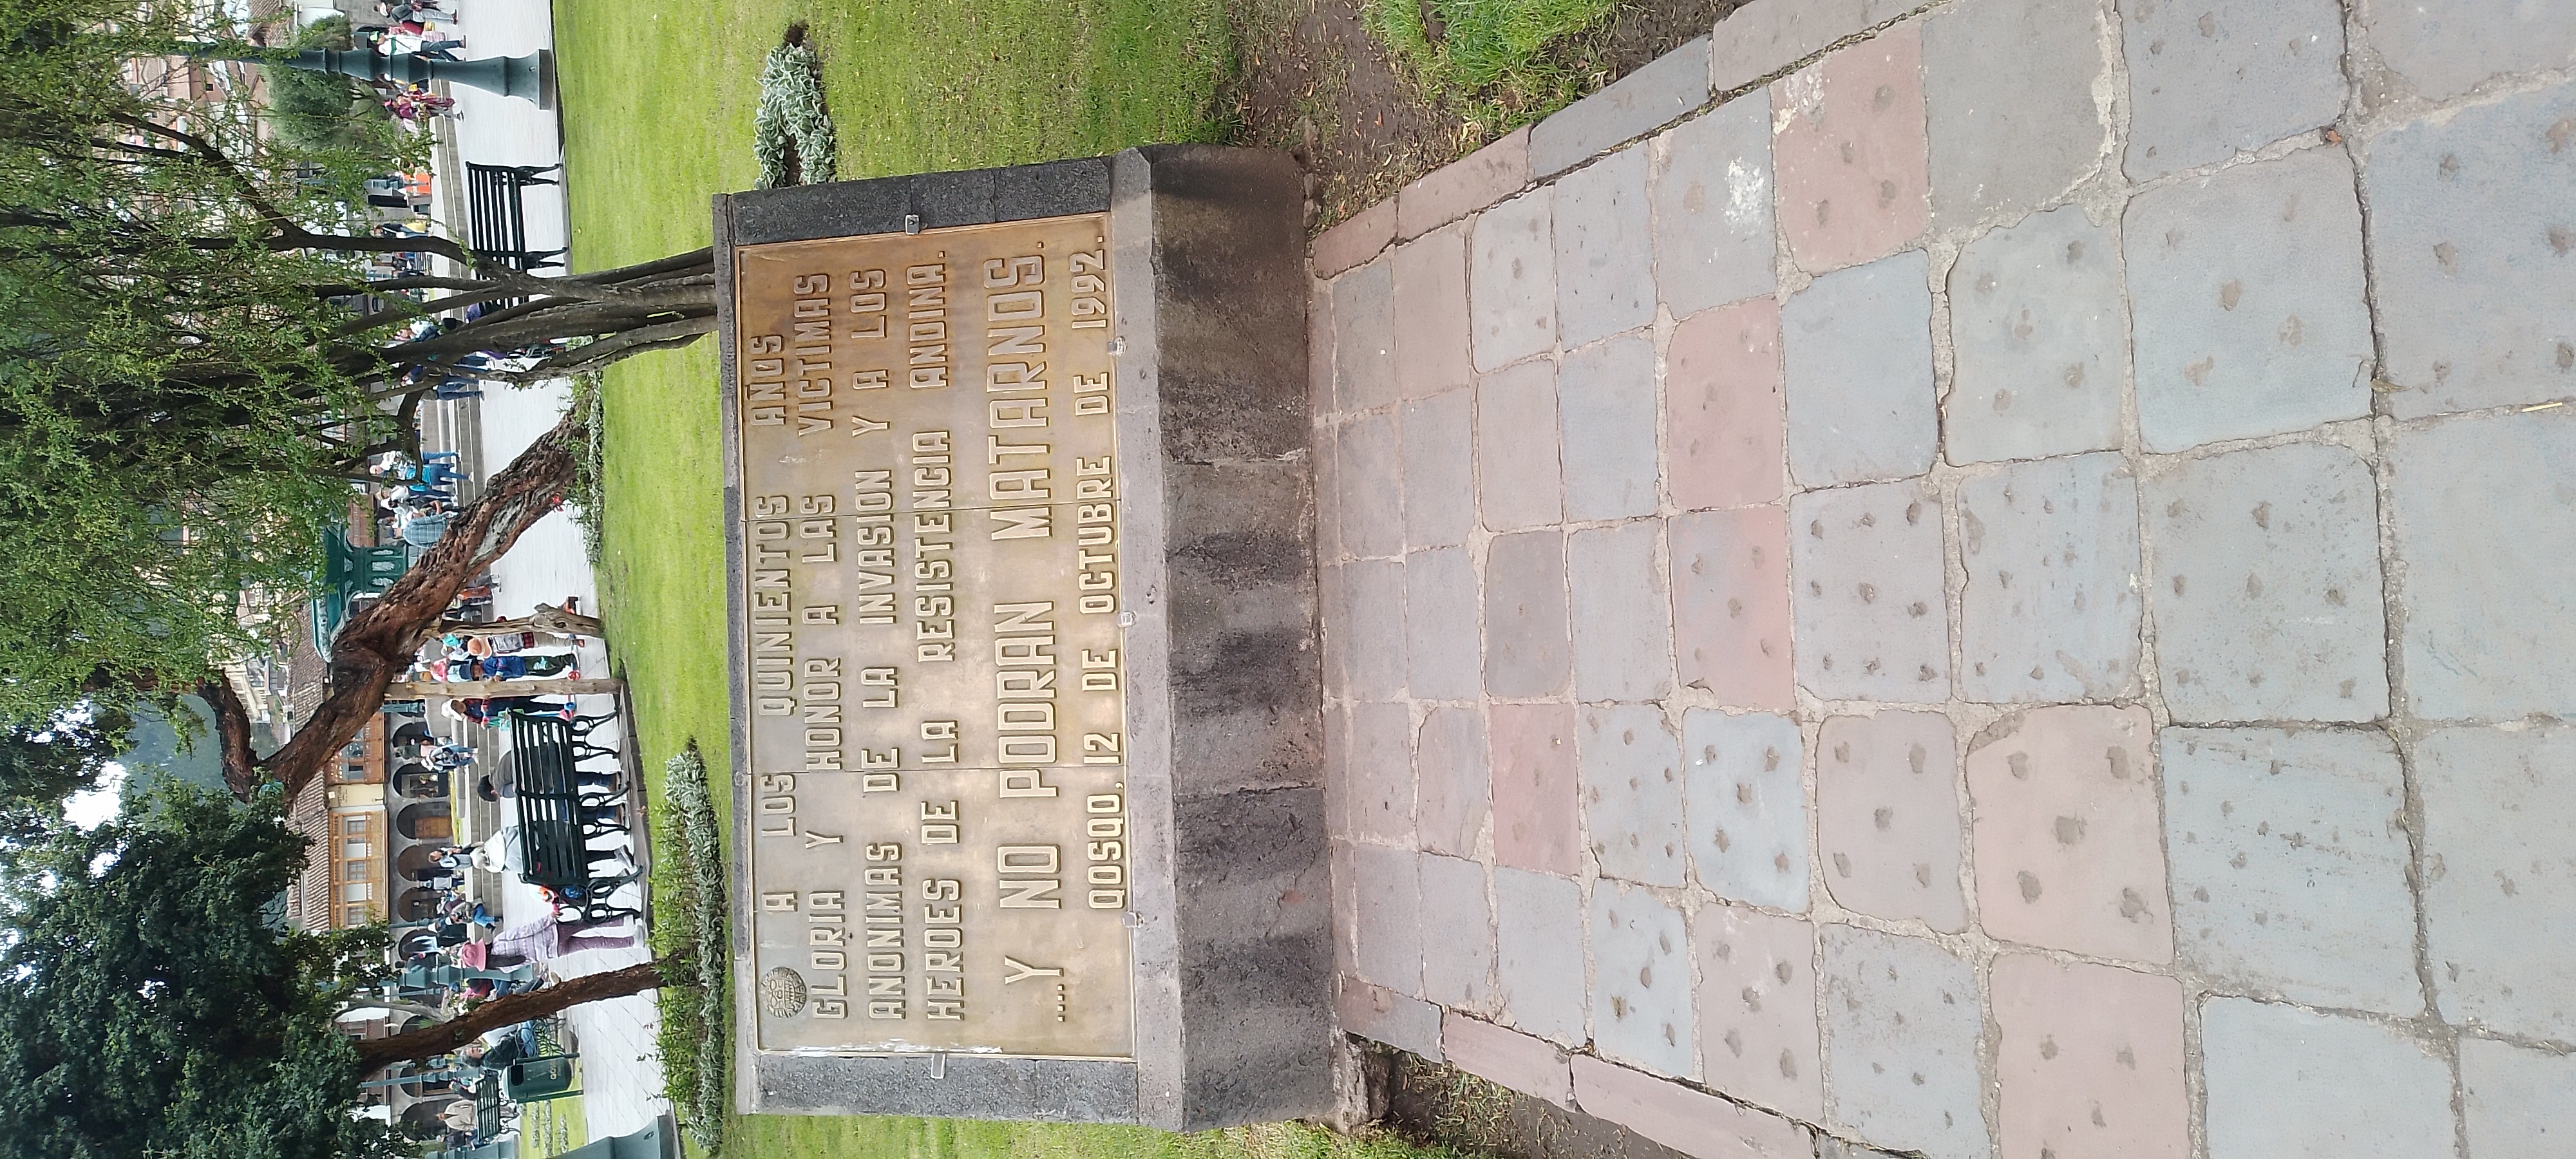 A LOS QUINIENTOS AÑOS
GLORIA Y HONOR A LAS VICTIMAS
ANONIMAS DE LA INVASION Y A LOS
HEROES DE LA RESISTENCIA ANDINA.
.....Y NO PODRAN MATARNOS.
QOSQO, 12 DE OCTUBRE DE 1992.